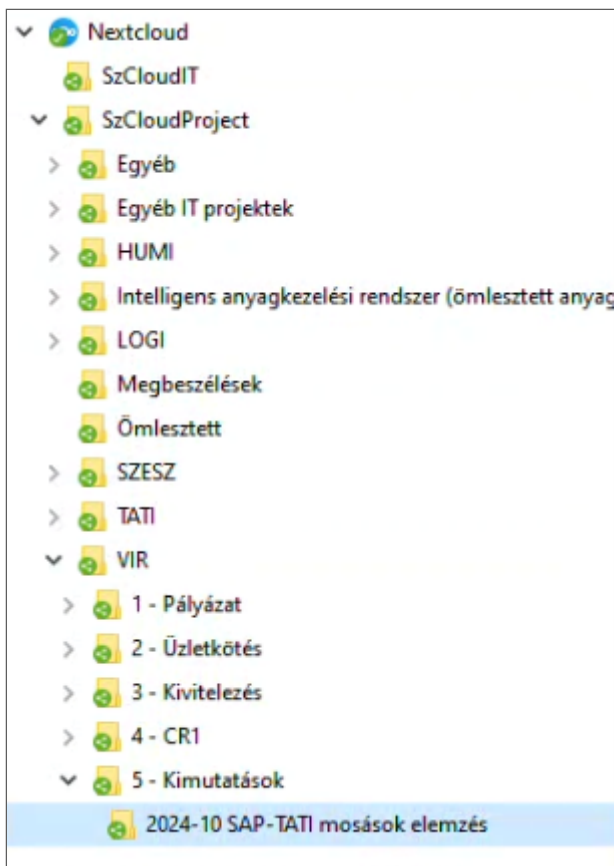 Nextcloud
SzCloudIT
SzCloudProject
Egyéb
Egyéb IT projektek
HUMI
Intelligens anyagkezelési rendszer (ömlesztett anyag
LOGI
Megbeszélések
Ömlesztett
SZESZ
TATI
VIR
1 - Pályázat
2 - Üzletkötés
3 - Kivitelezés
4 - CR1
5 - Kimutatások
2024-10 SAP-TATI mosások elemzés